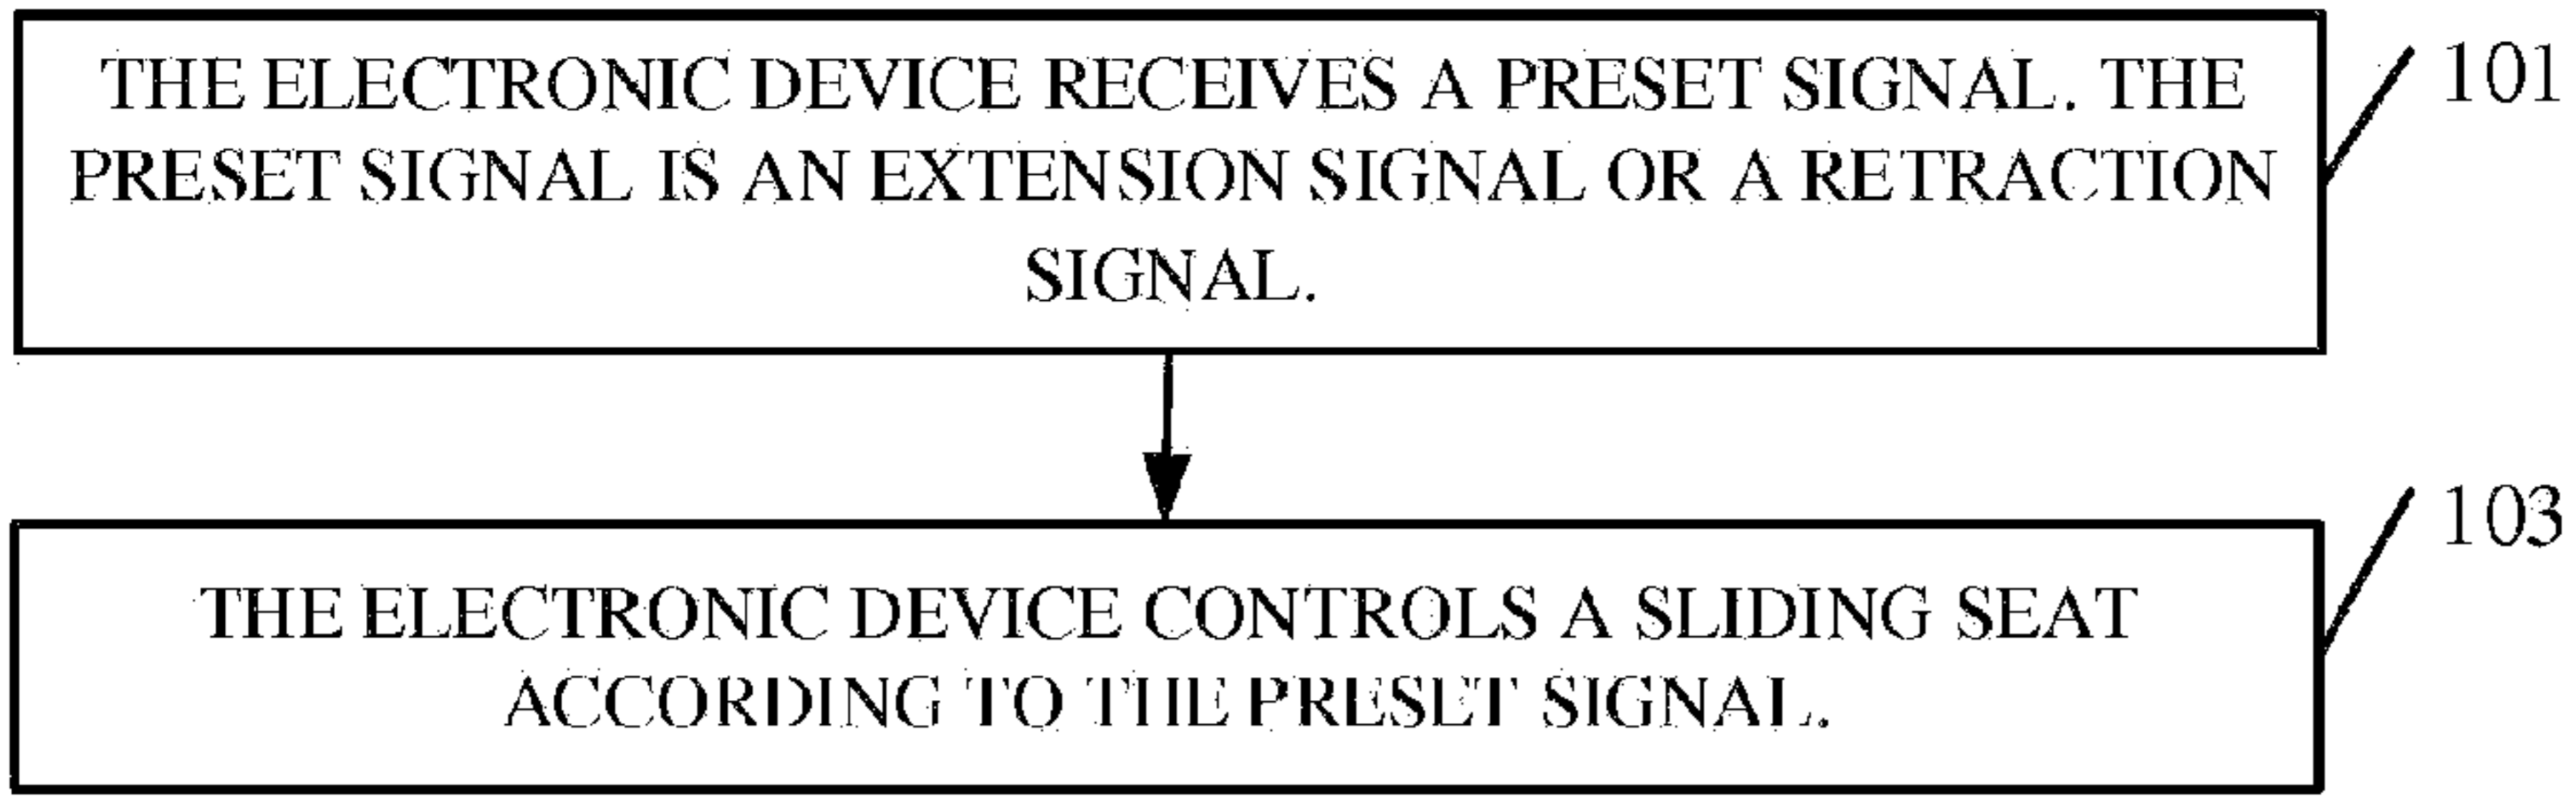 THE ELECTRONIC DEVICE RECEIVES A PRESET SIGNAL. THE
PRESET SIGNAL IS AN EXTENSION SIGNAL OR A RETRACTION
SIGNAL.
101
THE ELECTRONIC DEVICE CONTROLS A SLIDING SEAT
ACCORDING TO THE PRESET SIGNAL.
103